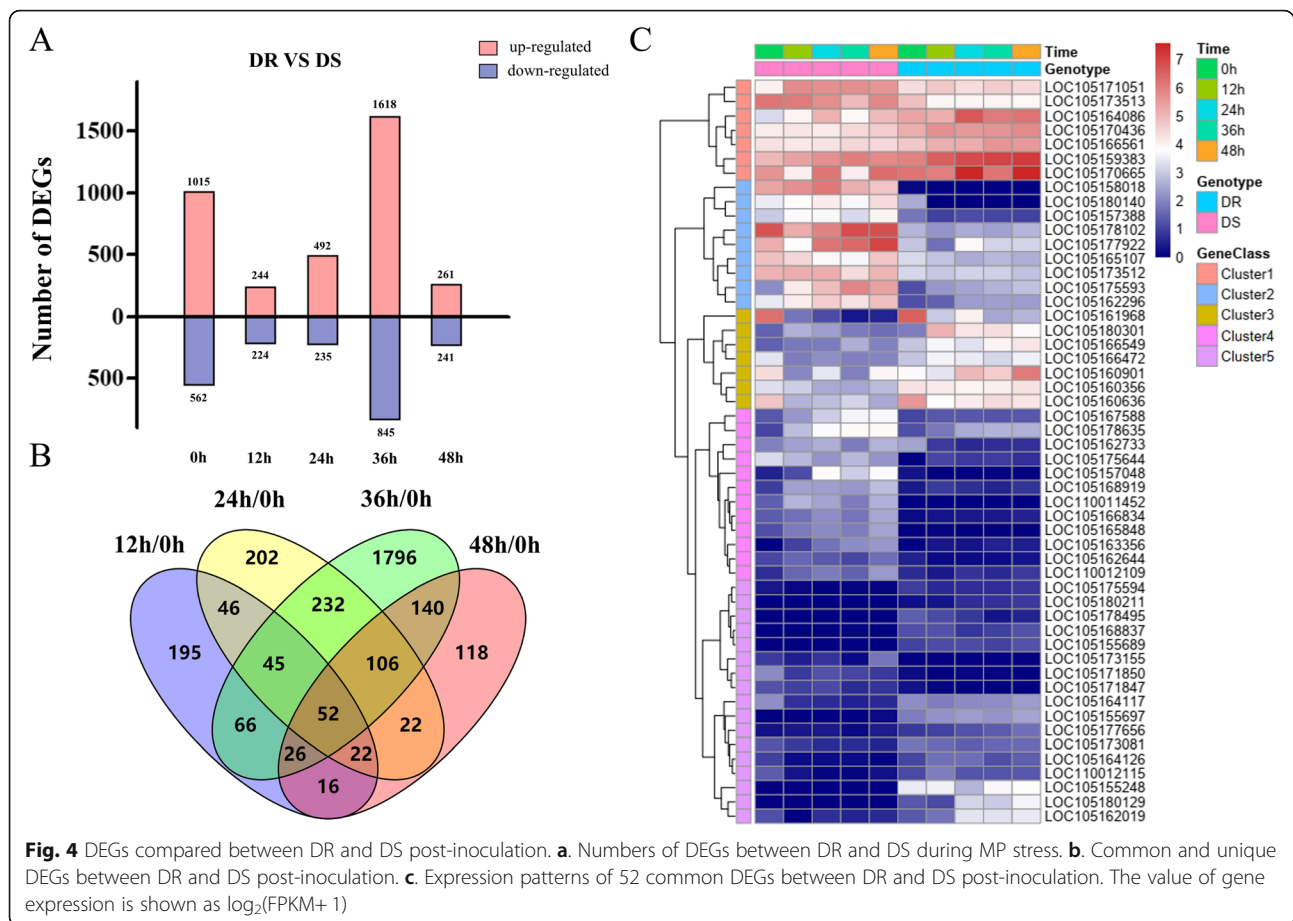 A
DR VS DS
up-regulated
down-regulated
Number of DEGs
1500
1000
500
0
500
1015
244
492
1618
261
562
224
235
845
241
0h 12h 24h 36h 48h
B
12h/0h
24h/0h
36h/0h
48h/0h
202
1796
46
232
140
195
45
106
118
66
52
22
26
22
16
C
Time
Genotype
LOC105171051
LOC105173513
LOC105164086
LOC105170436
LOC105166561
LOC105159383
LOC105170665
LOC105158018
LOC105180140
LOC105157388
LOC105178102
LOC105177922
LOC105165107
LOC105173512
LOC105175593
LOC105162296
LOC105161968
LOC105180301
LOC105166549
LOC105166472
LOC105160901
LOC105160356
LOC105160636
LOC105167588
LOC105178635
LOC105162733
LOC105175644
LOC105157048
LOC105168919
LOC110011452
LOC105166834
LOC105165848
LOC105163356
LOC105162644
LOC110012109
LOC105175594
LOC105180211
LOC105178495
LOC105168837
LOC105155689
LOC105173155
LOC105171850
LOC105171847
LOC105164117
LOC105155697
LOC105177656
LOC105173081
LOC105164126
LOC110012115
LOC105155248
LOC105180129
LOC105162019
7
6
5
4
3
2
1
0
Time
0h
12h
24h
36h
48h
Genotype
DR
DS
GeneClass
Cluster1
Cluster2
Cluster3
Cluster4
Cluster5
Fig. 4 DEGs compared between DR and DS post-inoculation. a. Numbers of DEGs between DR and DS during MP stress. b. Common and unique
DEGs between DR and DS post-inoculation. c. Expression patterns of 52 common DEGs between DR and DS post-inoculation. The value of gene
expression is shown as log₂(FPKM+ 1)